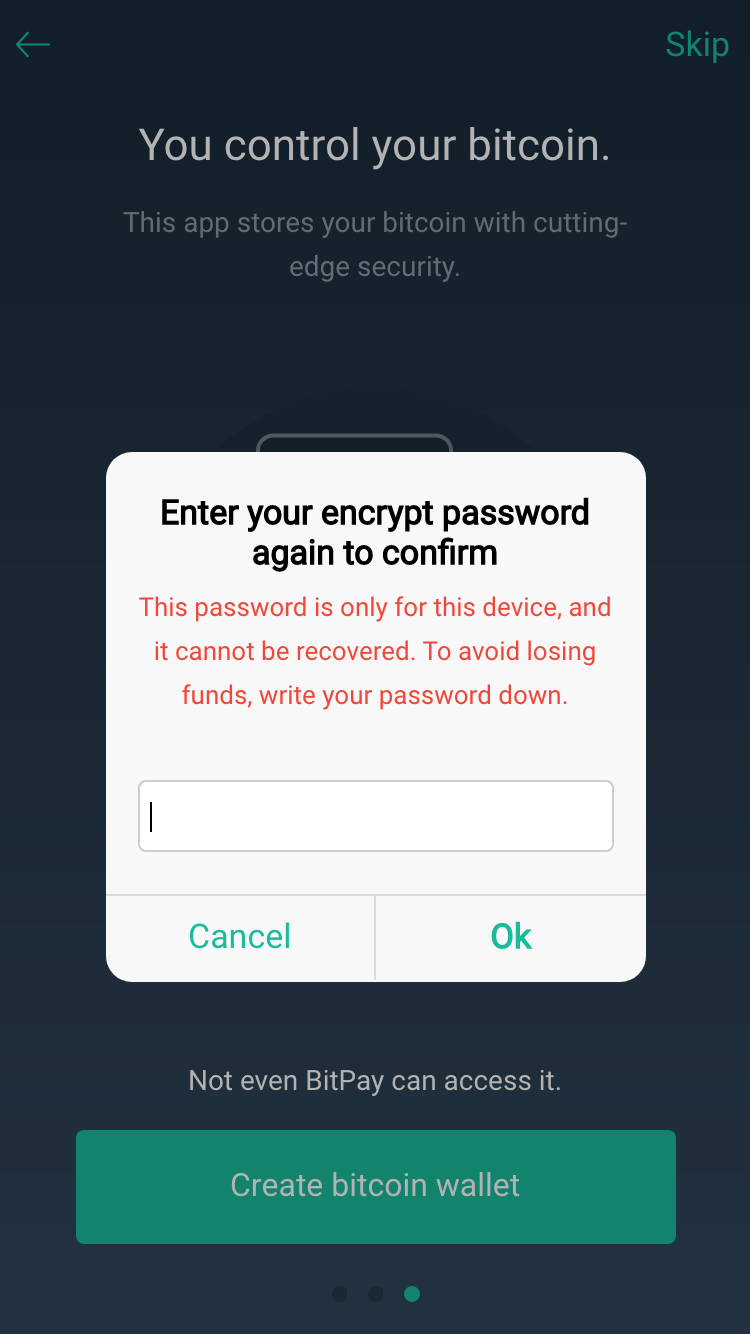 Skip
You control your bitcoin.
This app stores your bitcoin with cutting-
edge security.
Enter your encrypt password
again to confirm
This password is only for this device, and
it cannot be recovered. To avoid losing
funds, write your password down.
Cancel
Ok
Not even BitPay can access it.
Create bitcoin wallet